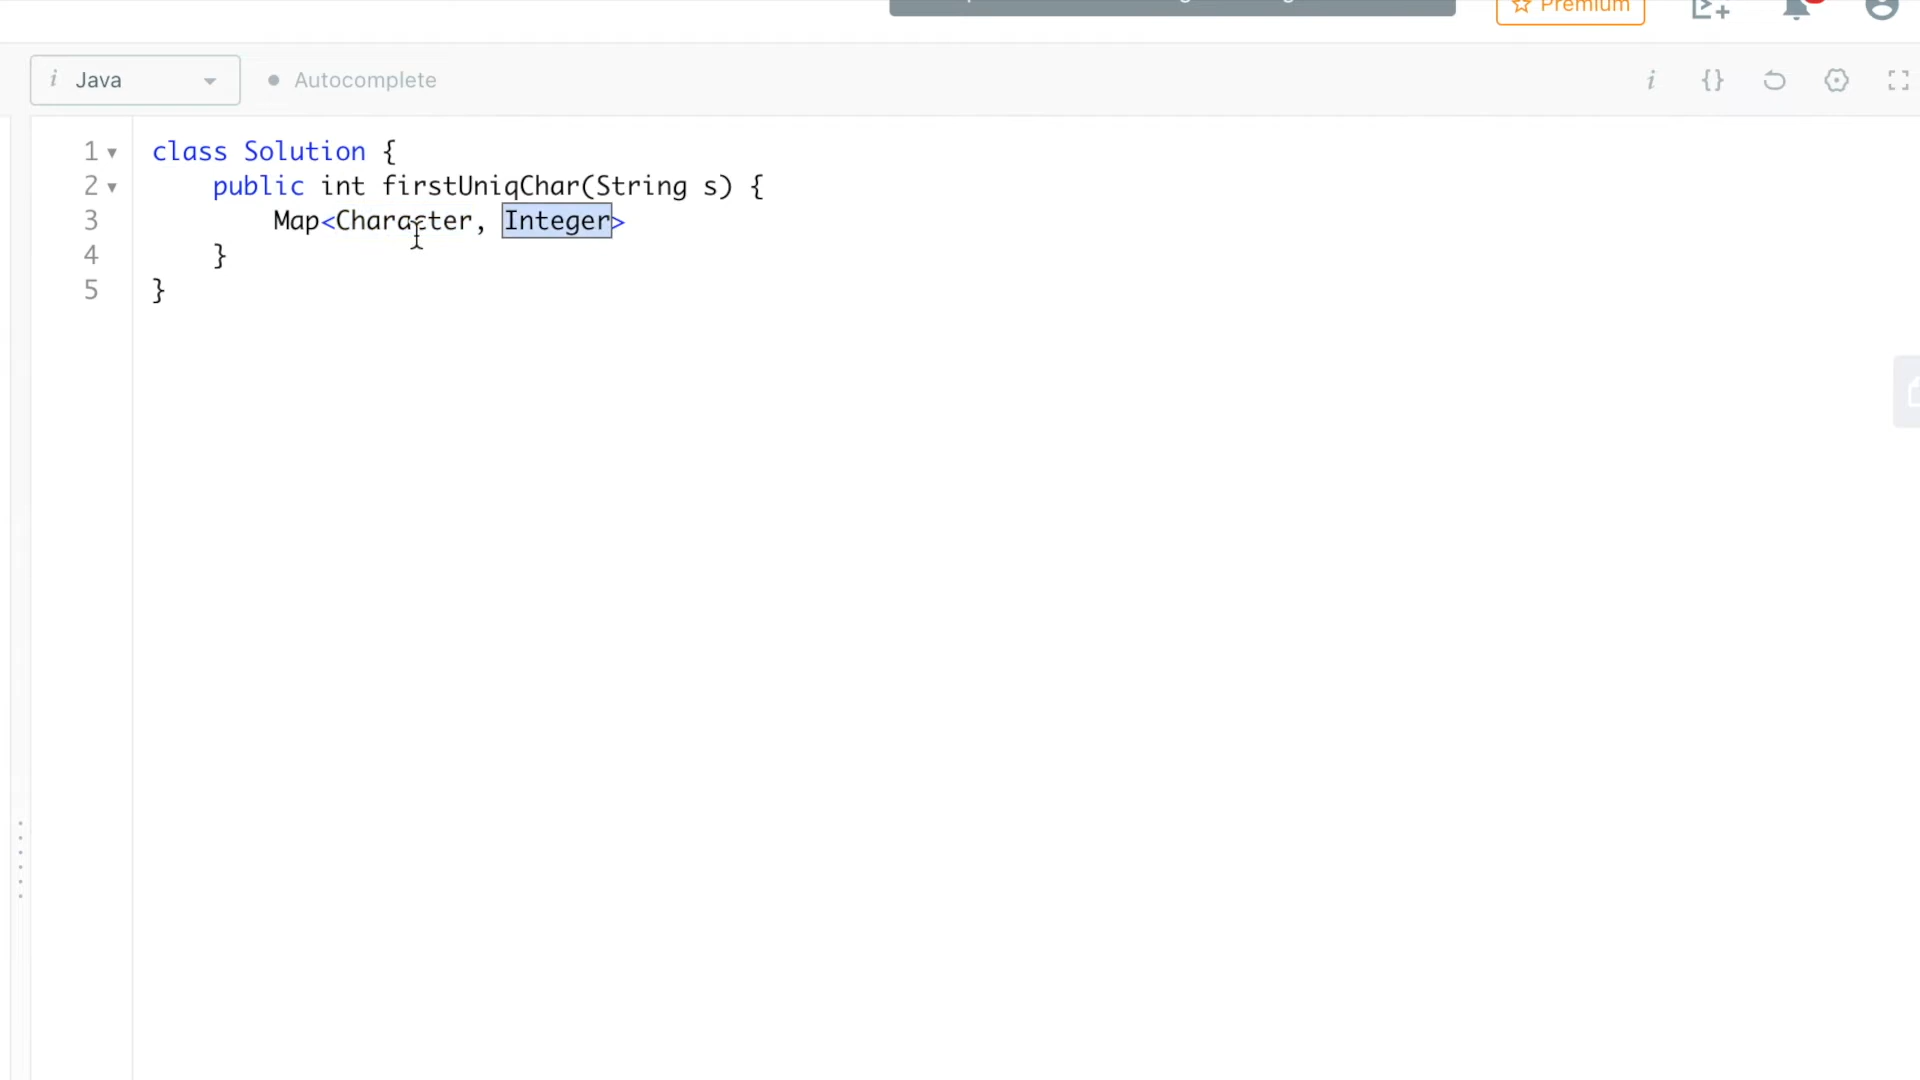 Premium
i Java Autocomplete i {}
1 class Solution {
2 public int firstUniqChar(String s) {
3 Map<Character, Integer>
4 }
5 }